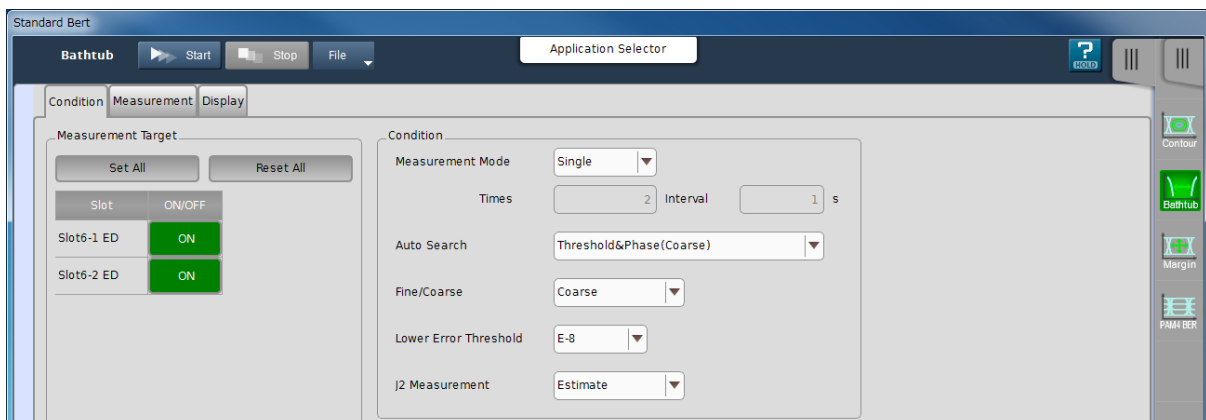 Standard Bert
Bathtub Start Stop File Application Selector ? HOLD
Condition Measurement Display
Measurement Target
Set All Reset All
Slot ON/OFF
Slot6-1 ED ON
Slot6-2 ED ON
Condition
Measurement Mode Single
Times 2 Interval 1 s
Auto Search Threshold&Phase(Coarse)
Fine/Coarse Coarse
Lower Error Threshold E-8
J2 Measurement Estimate
Contour
Bathtub
Margin
PAM4 BER